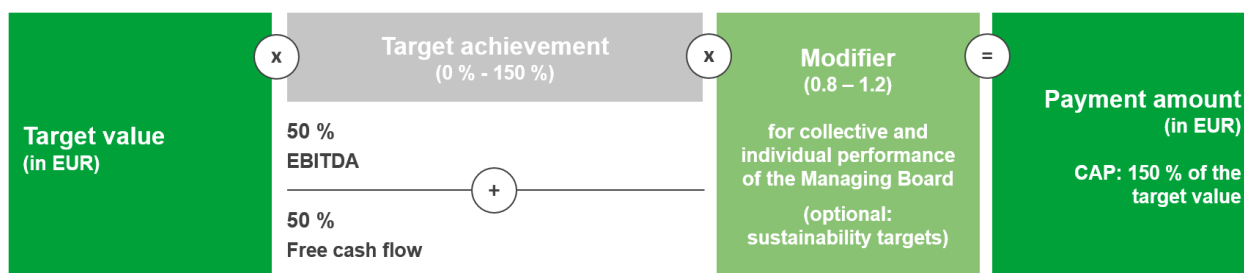 Target value
(in EUR)
x
Target achievement
(0 % - 150 %)
50 %
EBITDA
+
50 %
Free cash flow
x
Modifier
(0.8 – 1.2)
for collective and
individual performance
of the Managing Board
(optional:
sustainability targets)
=
Payment amount
(in EUR)
CAP: 150 % of the
target value